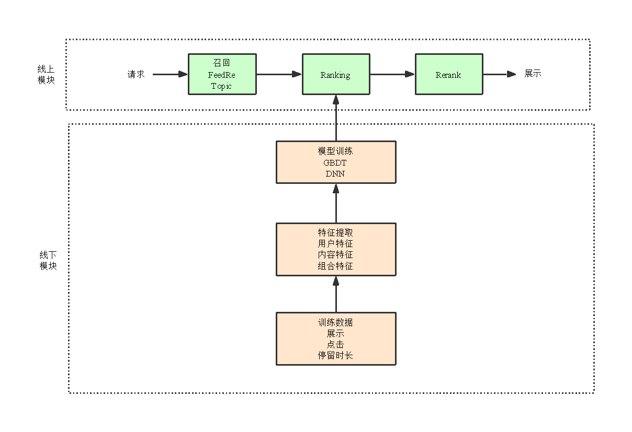 线上
模块
请求
召回
FeedRe
Topic
Ranking
Rerank
展示
模型训练
GBDT
DNN
线下
模块
特征提取
用户特征
内容特征
组合特征
训练数据
展示
点击
停留时长